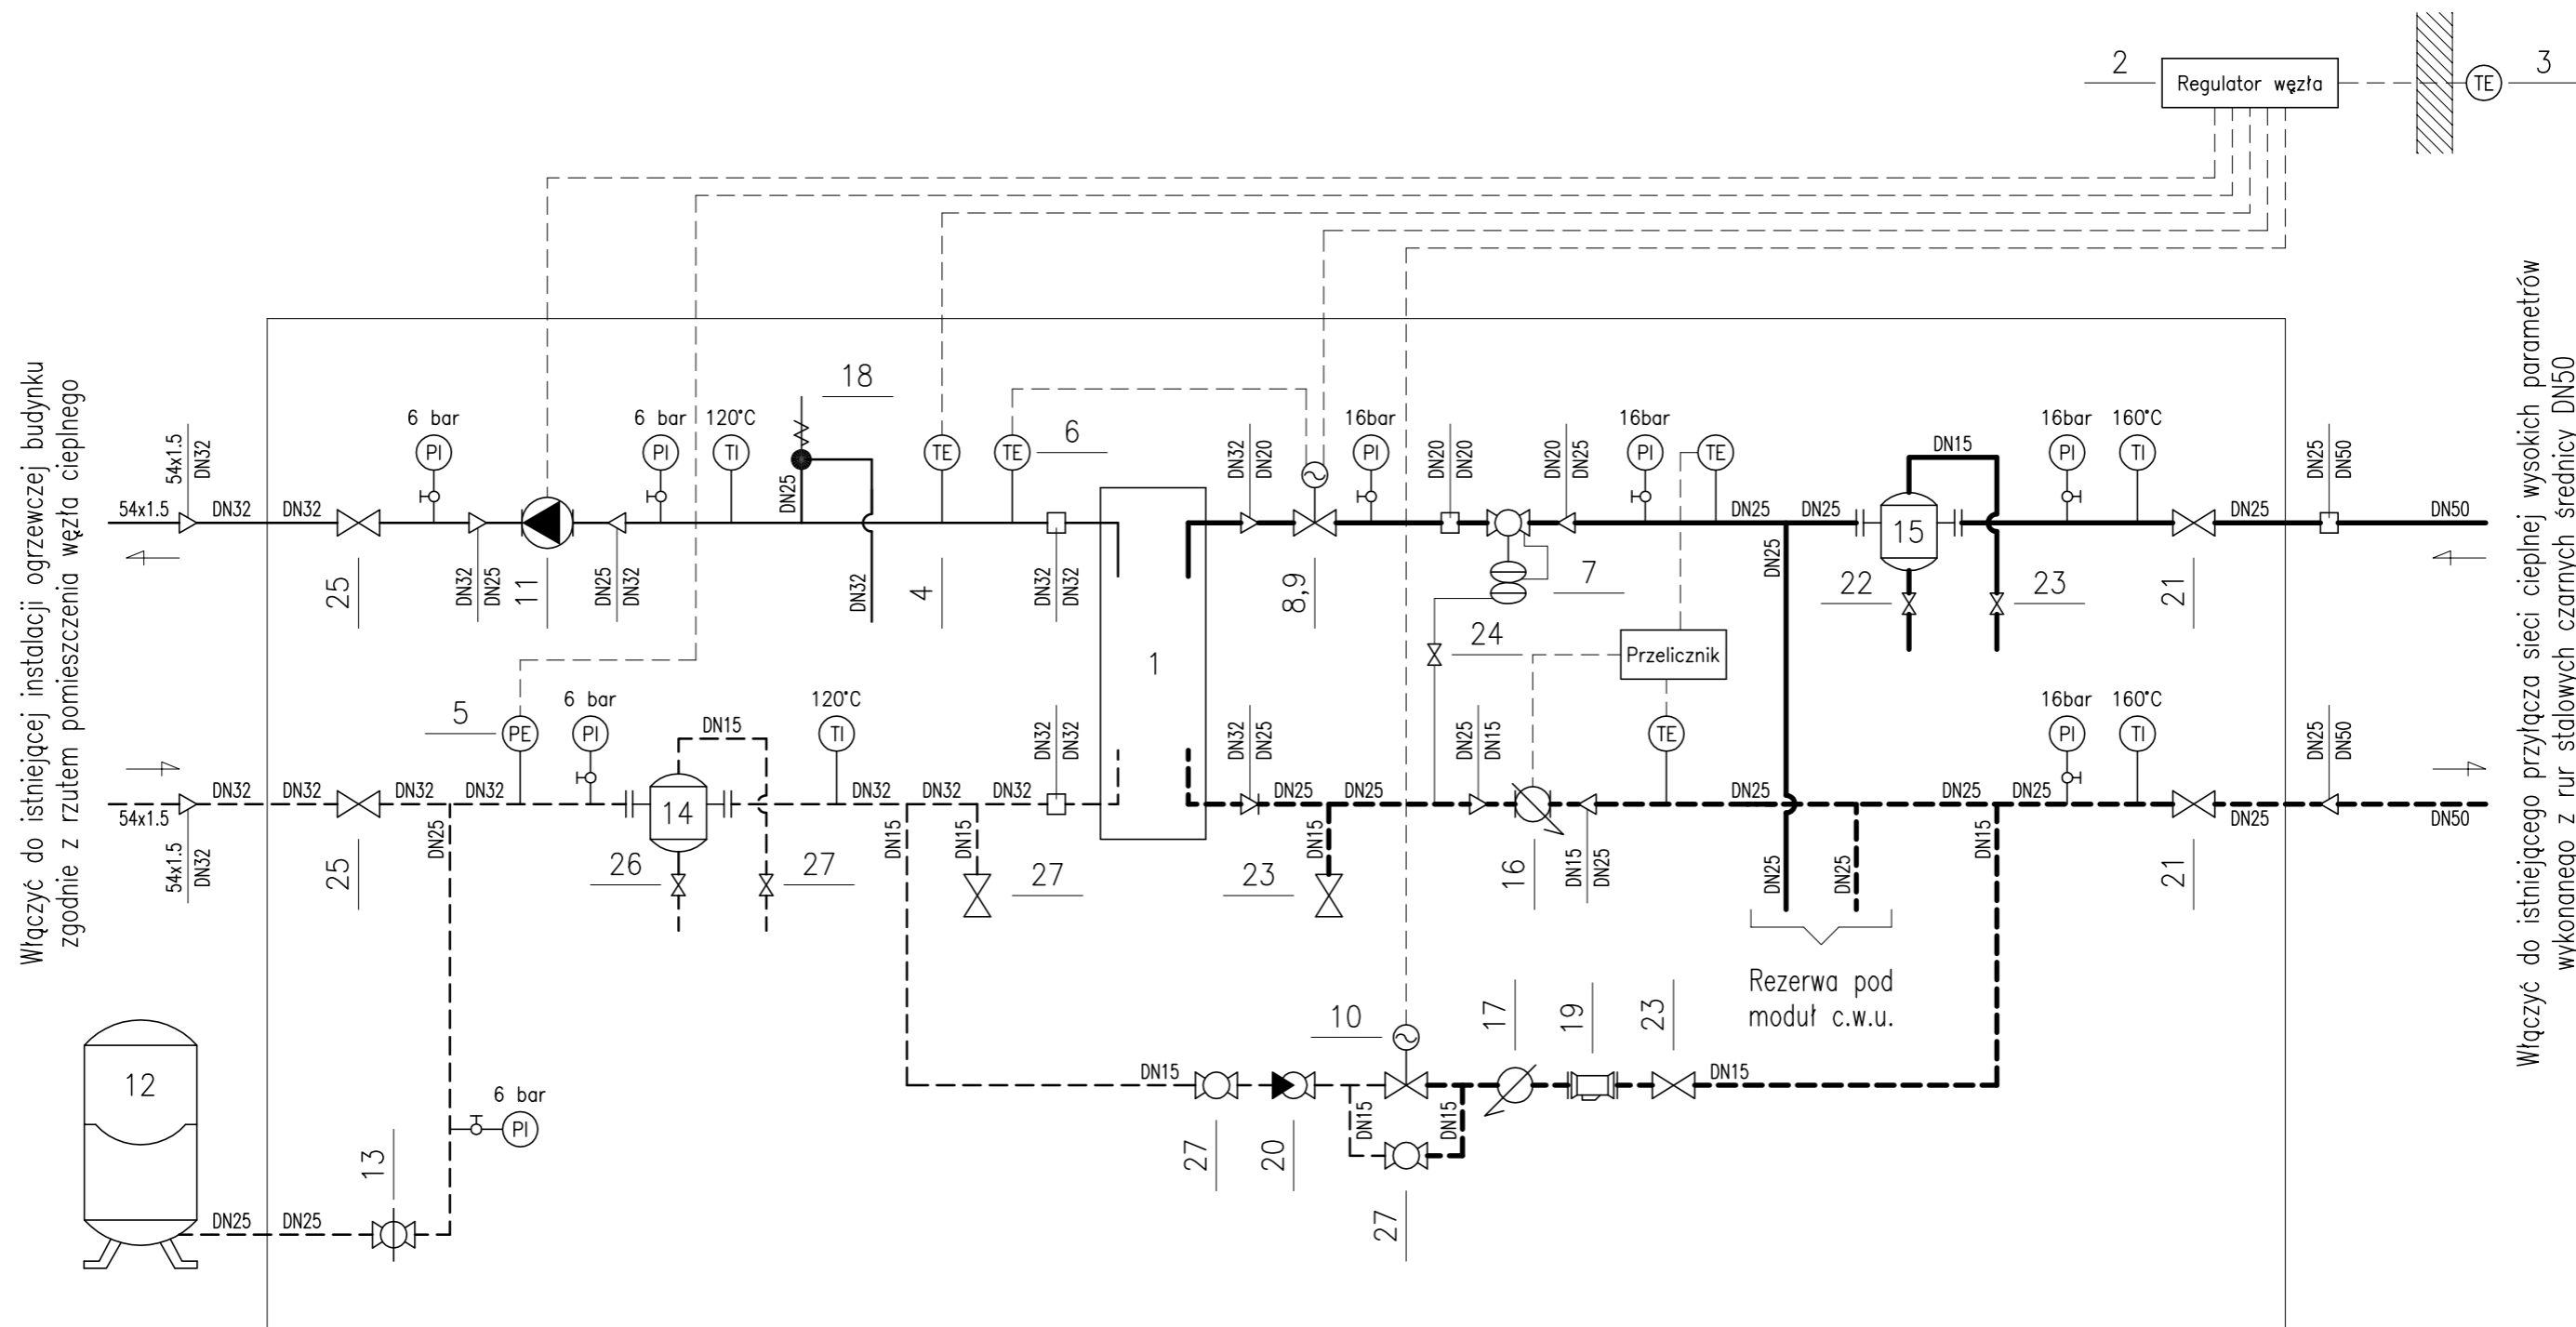 2
Regulator węzła
TE
3
Włączyć do istniejącej instalacji ogrzewczej budynku
zgodnie z rzutem pomieszczenia węzła cieplnego
Włączyć do istniejącego przyłącza sieci cieplnej wysokich parametrów
wykonanego z rur stalowych czarnych średnicy DN50
18
6 bar
6 bar
120°C
6
16bar
16bar
16bar
160°C
54x1.5
DN32
PI
PI
TI
DN25
TE
TE
DN32
DN20
PI
DN20
DN20
DN20
DN25
PI
TE
DN15
PI
TI
DN25
DN50
54x1.5
DN32
DN32
DN25
DN25
15
DN25
DN50
25
DN32
DN25
11
DN25
DN32
DN32
4
DN32
DN32
8,9
7
DN25
22
23
21
24
Przelicznik
1
5
PE
6 bar
PI
DN15
120°C
TI
DN32
DN32
DN32
DN25
DN25
DN15
TE
16bar
PI
160°C
TI
DN25
DN50
54x1.5
DN32
DN32
DN32
DN32
DN32
DN32
DN32
DN25
DN25
DN25
DN25
DN25
DN25
DN50
54x1.5
DN32
25
DN25
14
26
27
DN15
DN15
27
23
DN15
16
DN15
DN25
DN25
DN25
DN15
21
Rezerwa pod
moduł c.w.u.
12
6 bar
PI
10
17
19
23
DN15
DN15
DN15
DN15
13
27
20
27
DN25
DN25